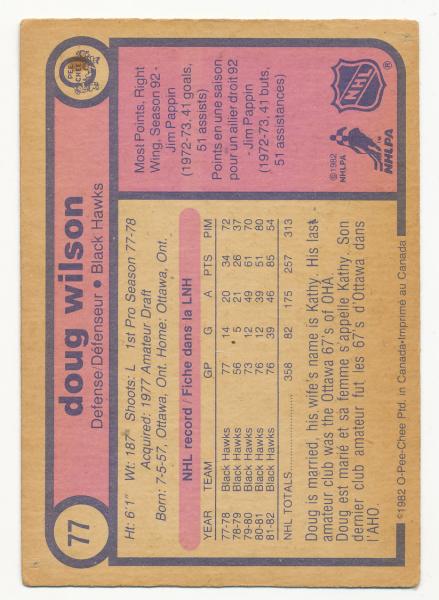 77
doug wilson
Defense/Défenseur • Black Hawks
O-PEE-CHEE
Ht: 6'1" Wt: 187" Shoots: L 1st Pro Season 77-78
Acquired: 1977 Amateur Draft
Born: 7-5-57, Ottawa, Ont. Home: Ottawa, Ont.
NHL record/Fiche dans la LNH
YEAR TEAM GP G A PTS PIM
77-78 Black Hawks 77 14 20 34 72
78-79 Black Hawks 56 5 21 26 37
79-80 Black Hawks 73 12 49 61 70
80-81 Black Hawks 76 12 39 51 80
81-82 Black Hawks 76 39 46 85 54
NHL TOTALS 358 82 175 257 313
Most Points, Right
Wing, Season 92 -
Jim Pappin
(1972-73, 41 goals,
51 assists)
Points en une saison
pour un ailier droit 92
- Jim Pappin
(1972-73, 41 buts,
51 assistances)
NHL ®
©1982
NHLPA
NHLPA
Doug is married, his wife's name is Kathy. His last
amateur club was the Ottawa 67's of OHA.
Doug est marié et sa femme s'appelle Kathy. Son
dernier club amateur fut les 67's d'Ottawa dans
l'AHO.
©1982 O-Pee-Chee Ptd. in Canada-Imprimé au Canada